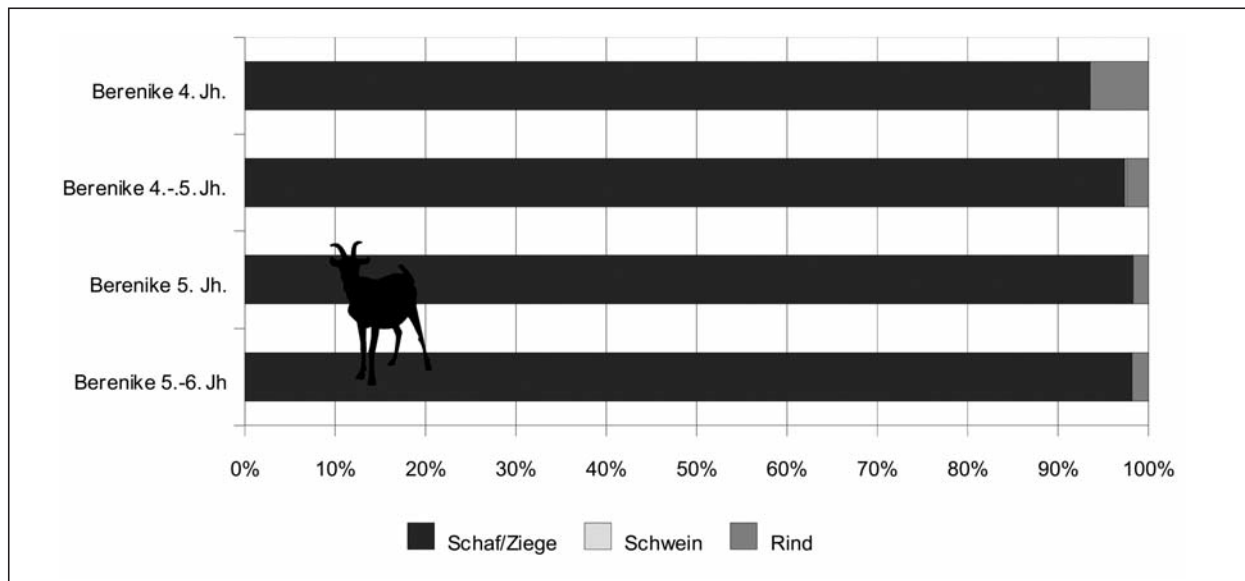 Berenike 4. Jh.
Berenike 4.-.5. Jh.
Berenike 5. Jh.
Berenike 5.-6. Jh
0% 10% 20% 30% 40% 50% 60% 70% 80% 90% 100%
Schaf/Ziege Schwein Rind